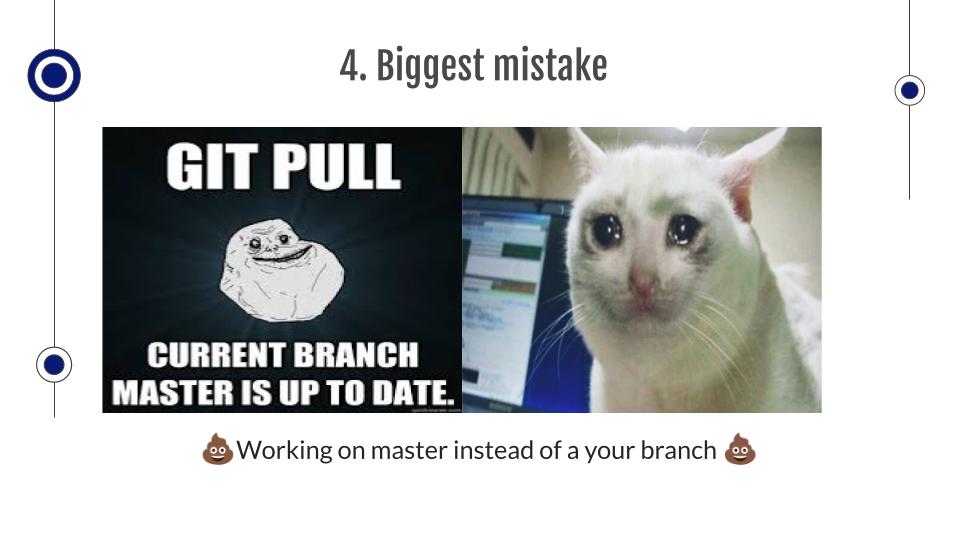 4. Biggest mistake
GIT PULL
CURRENT BRANCH
MASTER IS UP TO DATE.
💩Working on master instead of a your branch 💩